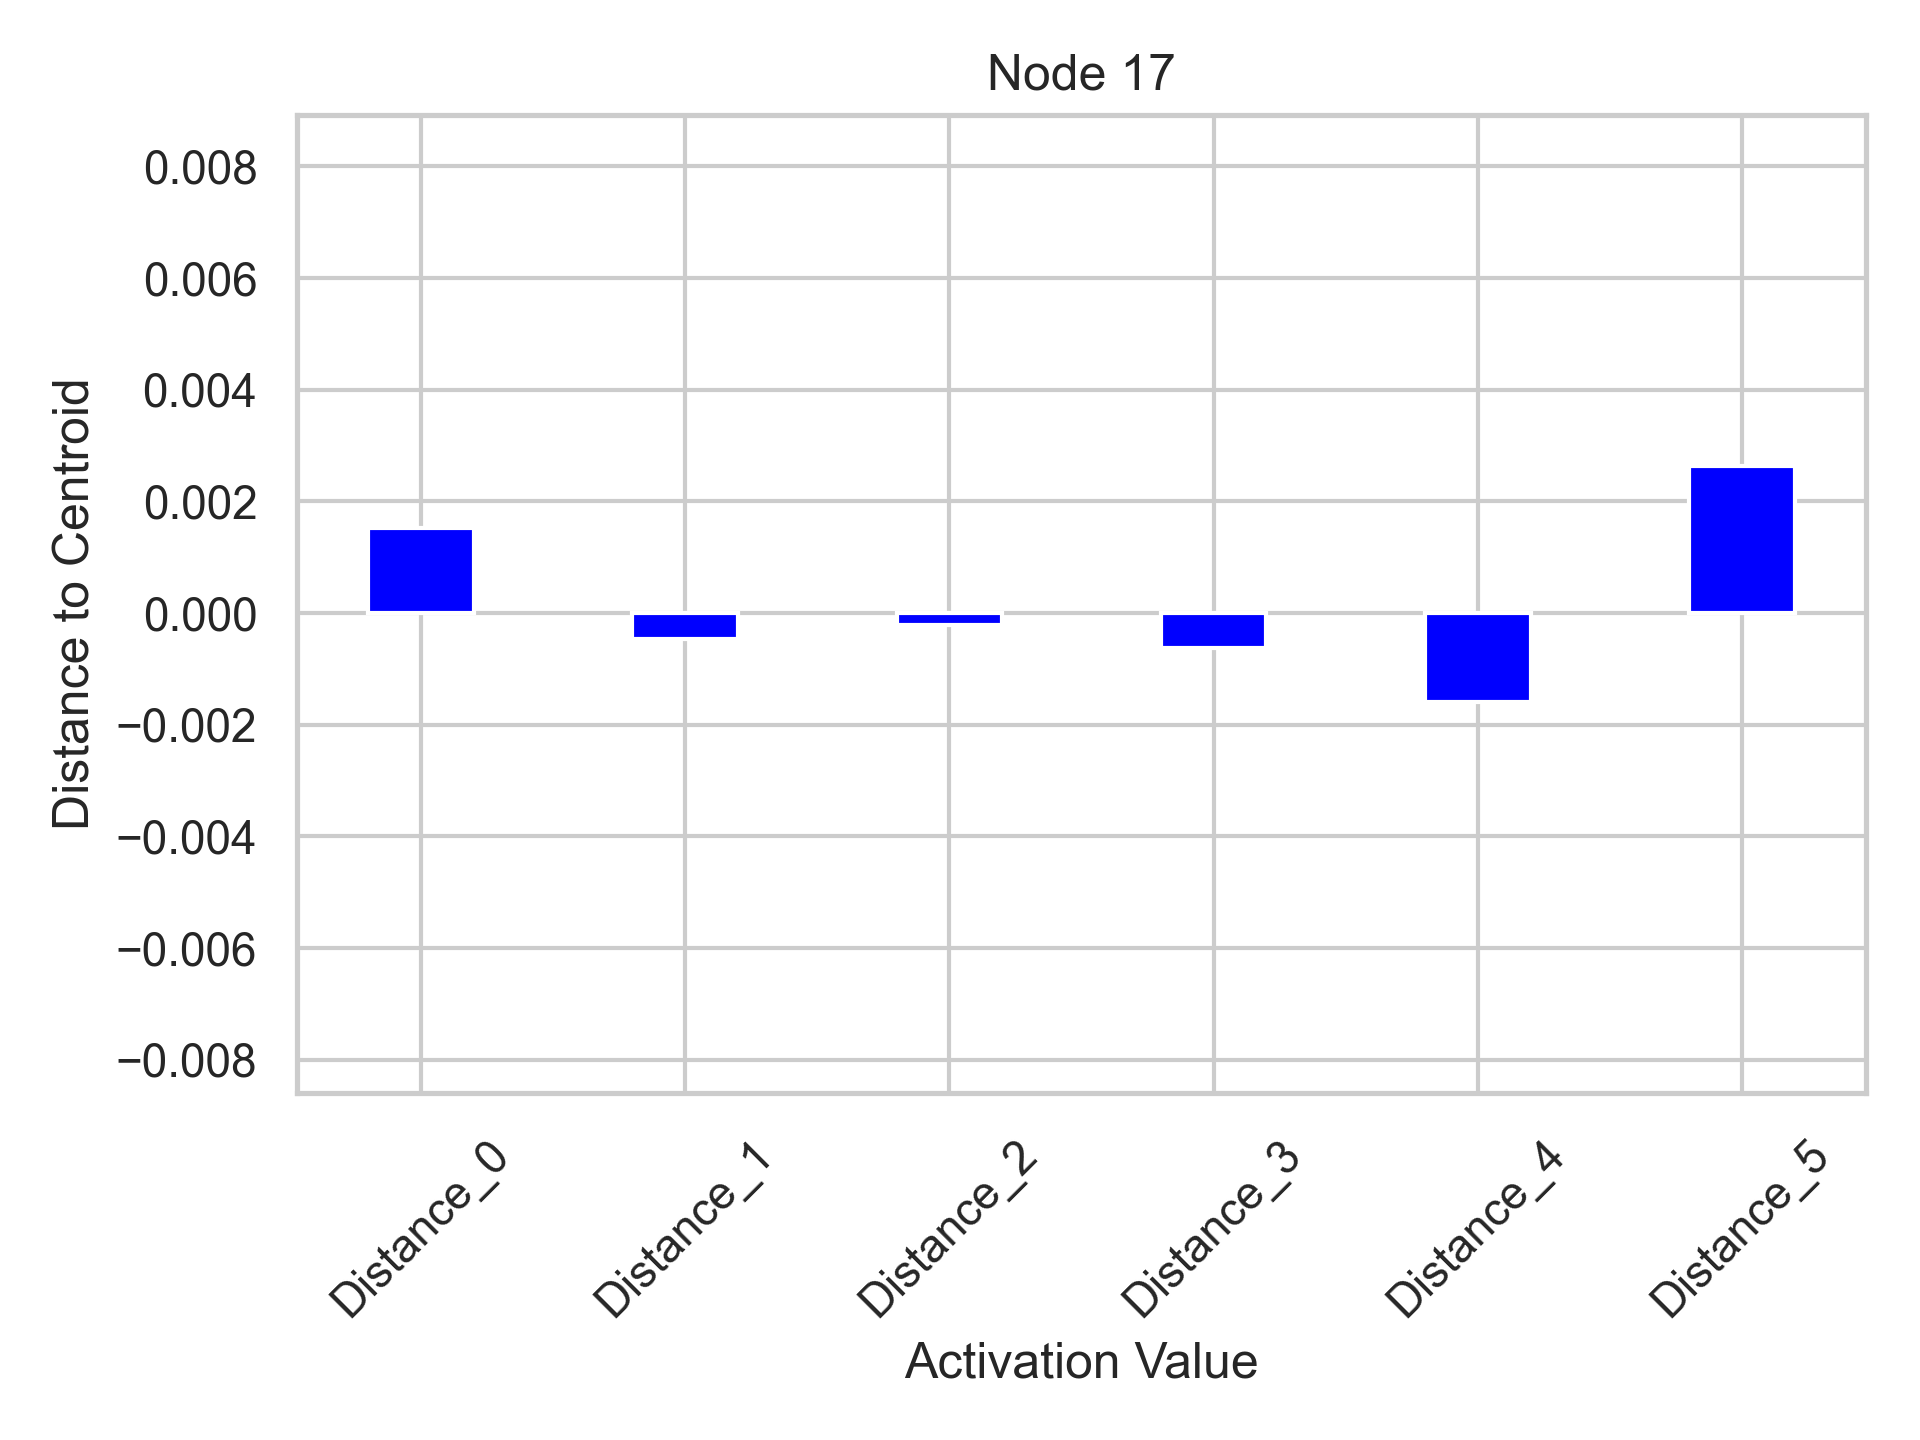 Node 17
0.008
0.006
0.004
0.002
0.000
−0.002
−0.004
−0.006
−0.008
Distance to Centroid
Distance_0
Distance_1
Distance_2
Distance_3
Distance_4
Distance_5
Activation Value